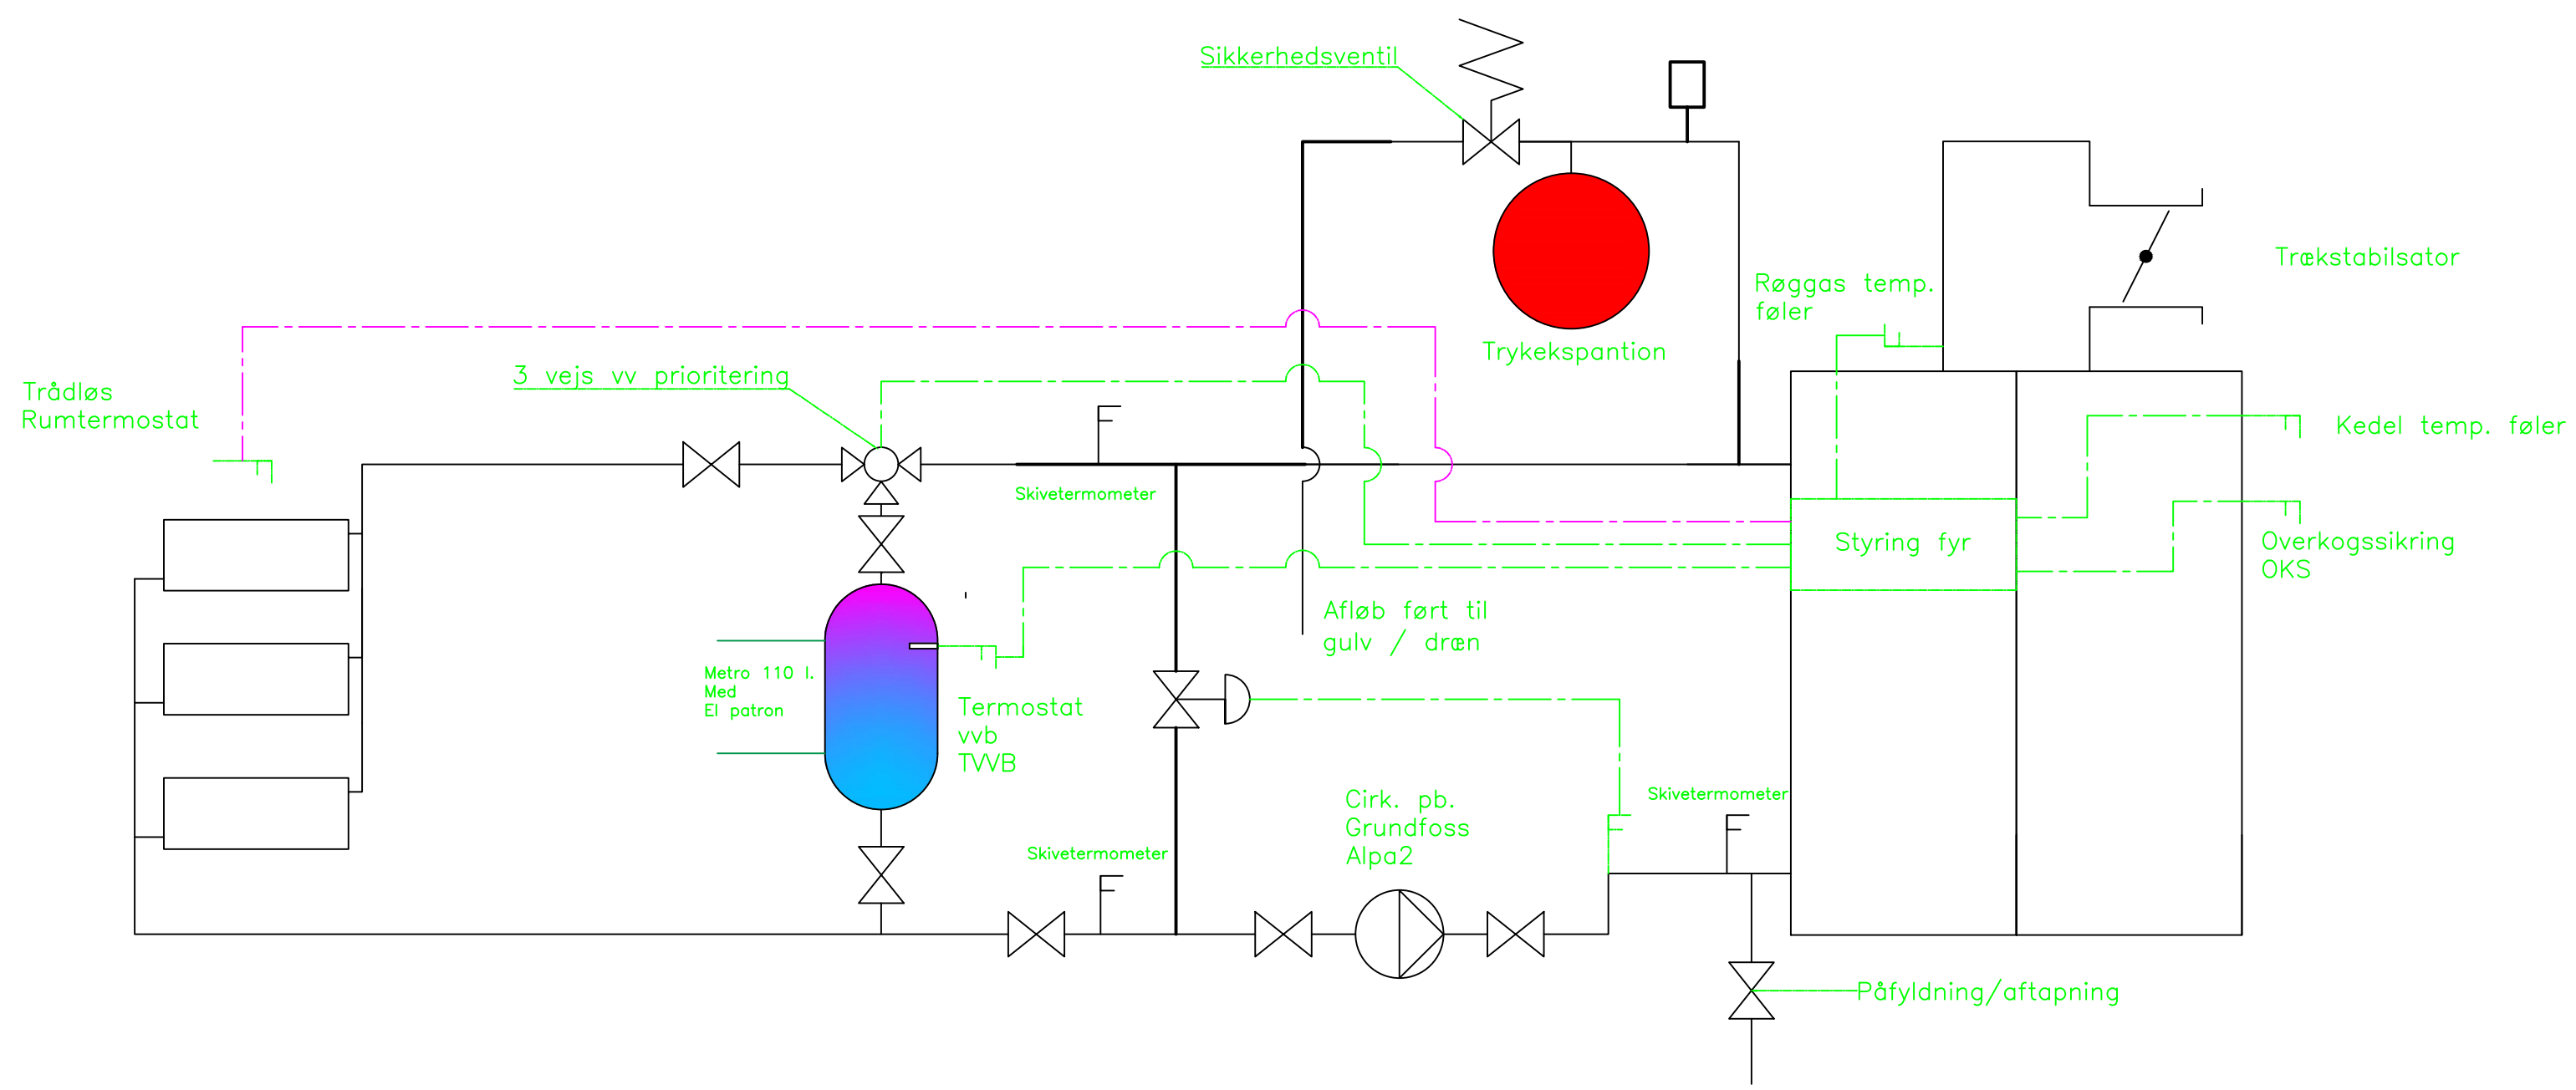 Sikkerhedsventil
Trækstabilsator
Røggas temp.
føler
Trykekspantion
3 vejs vv prioritering
Trådløs
Rumtermostat
Kedel temp. føler
Skivetermometer
Styring fyr
Overkogssikring
OKS
Afløb ført til
gulv / dræn
Metro 110 l.
Med
El patron
Termostat
vvb
TVVB
Cirk. pb.
Grundfoss
Alpa2
Skivetermometer
Skivetermometer
Påfyldning/aftapning